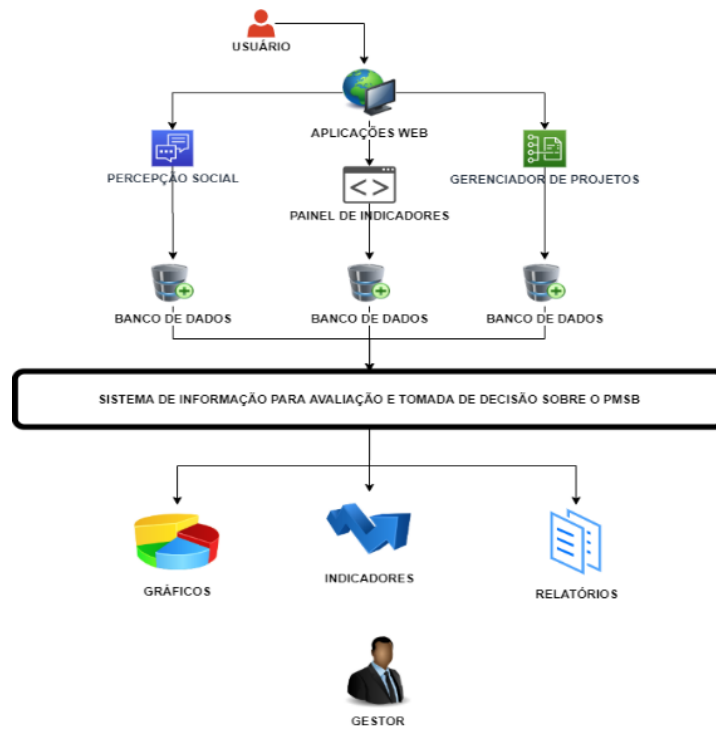 USUÁRIO
APLICAÇÕES WEB
PERCEPÇÃO SOCIAL
GERENCIADOR DE PROJETOS
PAINEL DE INDICADORES
BANCO DE DADOS
BANCO DE DADOS
BANCO DE DADOS
SISTEMA DE INFORMAÇÃO PARA AVALIAÇÃO E TOMADA DE DECISÃO SOBRE O PMSB
GRÁFICOS
INDICADORES
RELATÓRIOS
GESTOR